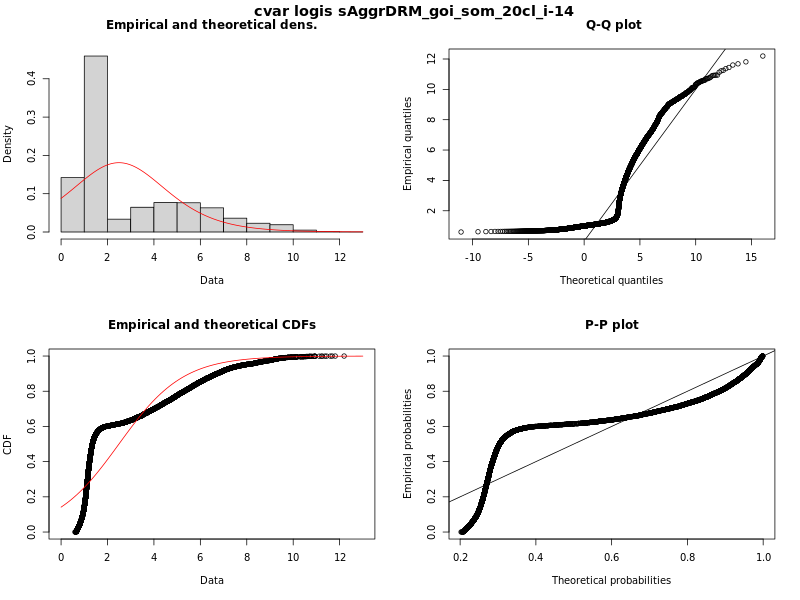 cvar logis sAggrDRM_goi_som_20cl_i-14
Empirical and theoretical dens.
Density
0.0 0.1 0.2 0.3 0.4
0 2 4 6 8 10 12
Data
Q-Q plot
Empirical quantiles
2 4 6 8 10 12
-10 -5 0 5 10 15
Theoretical quantiles
Empirical and theoretical CDFs
CDF
0.0 0.2 0.4 0.6 0.8 1.0
0 2 4 6 8 10 12
Data
P-P plot
Empirical probabilities
0.0 0.2 0.4 0.6 0.8 1.0
0.2 0.4 0.6 0.8 1.0
Theoretical probabilities